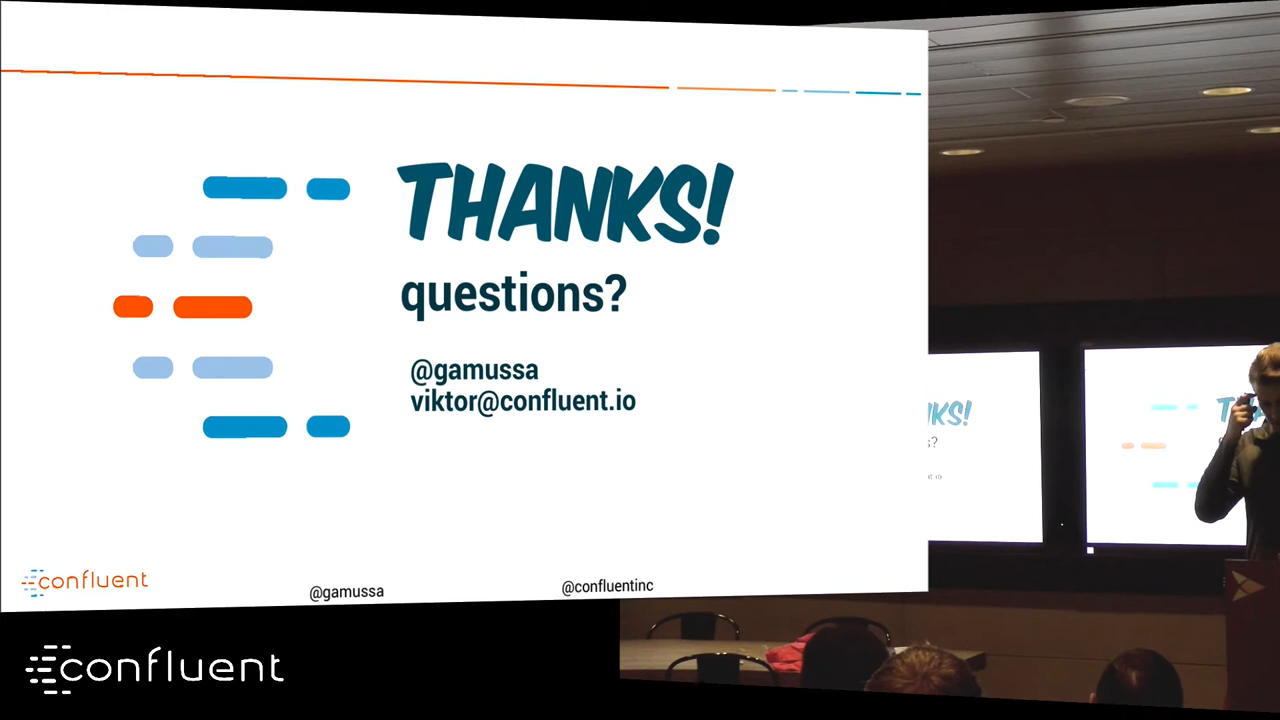 THANKS!
questions?
@gamussa
viktor@confluent.io
confluent
@gamussa
@confluentinc
confluent